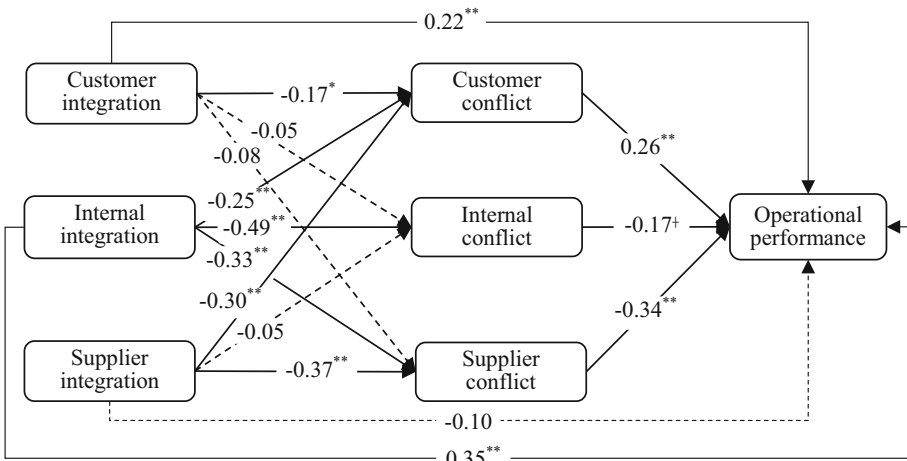 0.22**
Customer
integration
-0.17*
Customer
conflict
-0.05
-0.08
0.26**
-0.25**
Internal
integration
-0.49**
Internal
conflict
-0.17†
Operational
performance
-0.33**
-0.30**
-0.05
-0.34**
Supplier
integration
-0.37**
Supplier
conflict
-0.10
0.35**